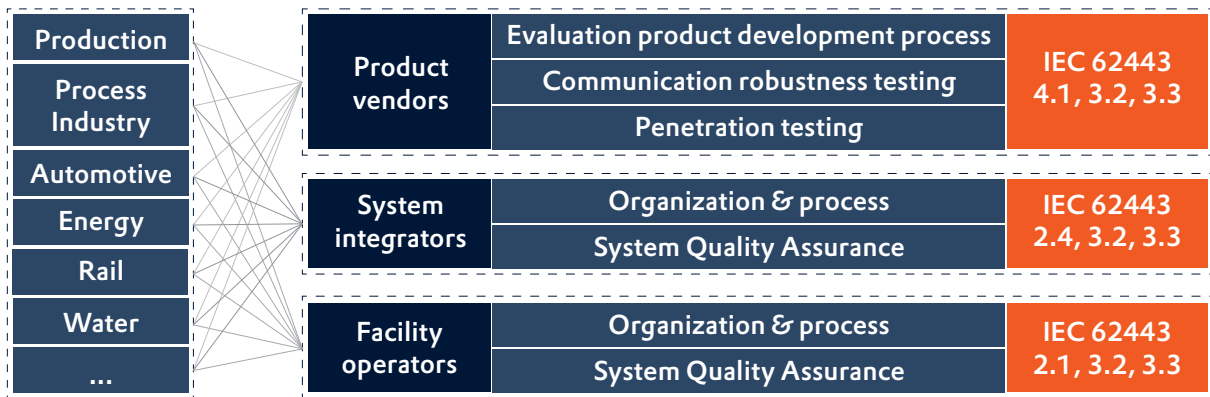 Production
Process
Industry
Automotive
Energy
Rail
Water
...
Product
vendors
Evaluation product development process
Communication robustness testing
Penetration testing
IEC 62443
4.1, 3.2, 3.3
System
integrators
Organization & process
System Quality Assurance
IEC 62443
2.4, 3.2, 3.3
Facility
operators
Organization & process
System Quality Assurance
IEC 62443
2.1, 3.2, 3.3